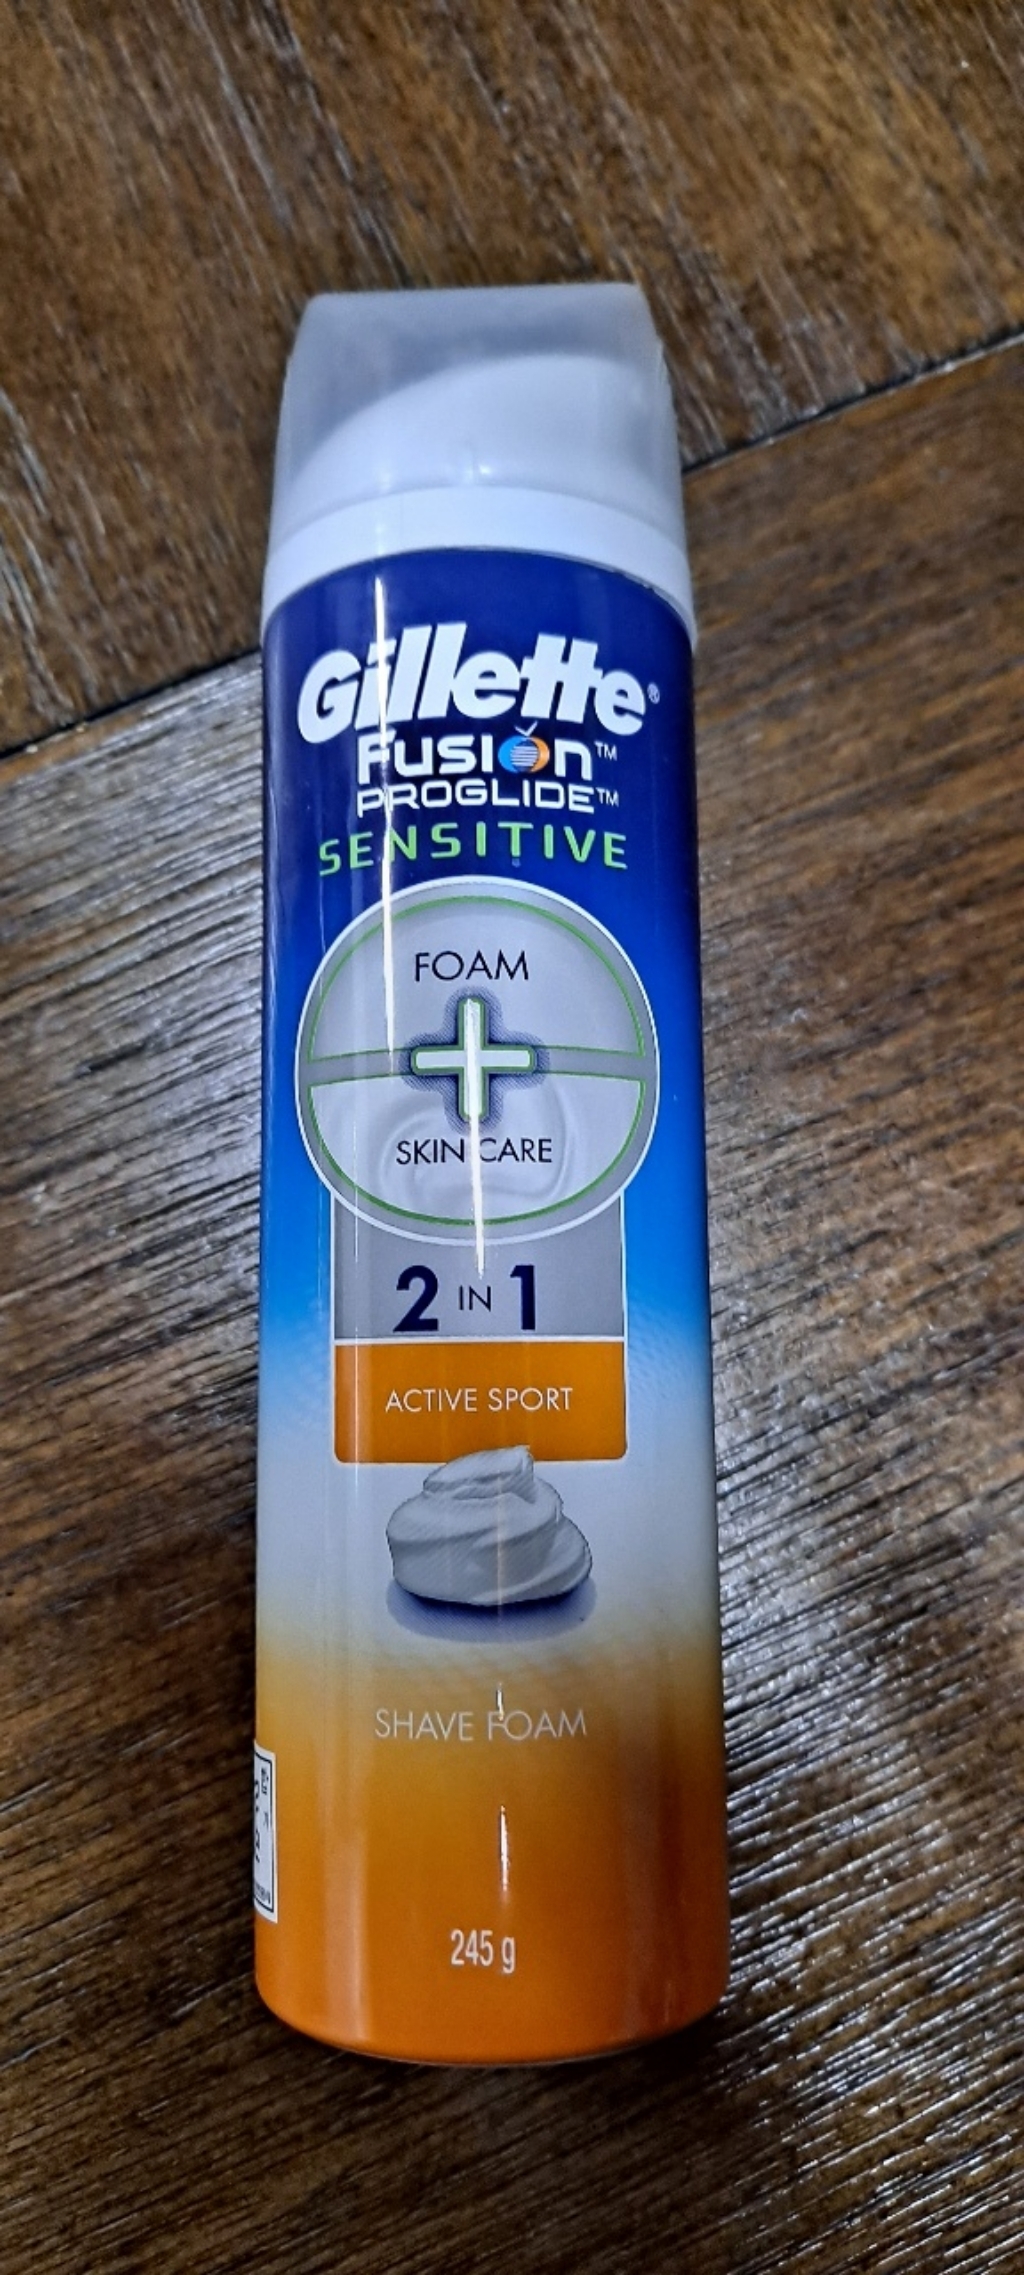 Gillette®
Fusion™
PROGLIDE™
SENSITIVE
FOAM
SKIN CARE
2 IN 1
ACTIVE SPORT
SHAVE FOAM
245 g